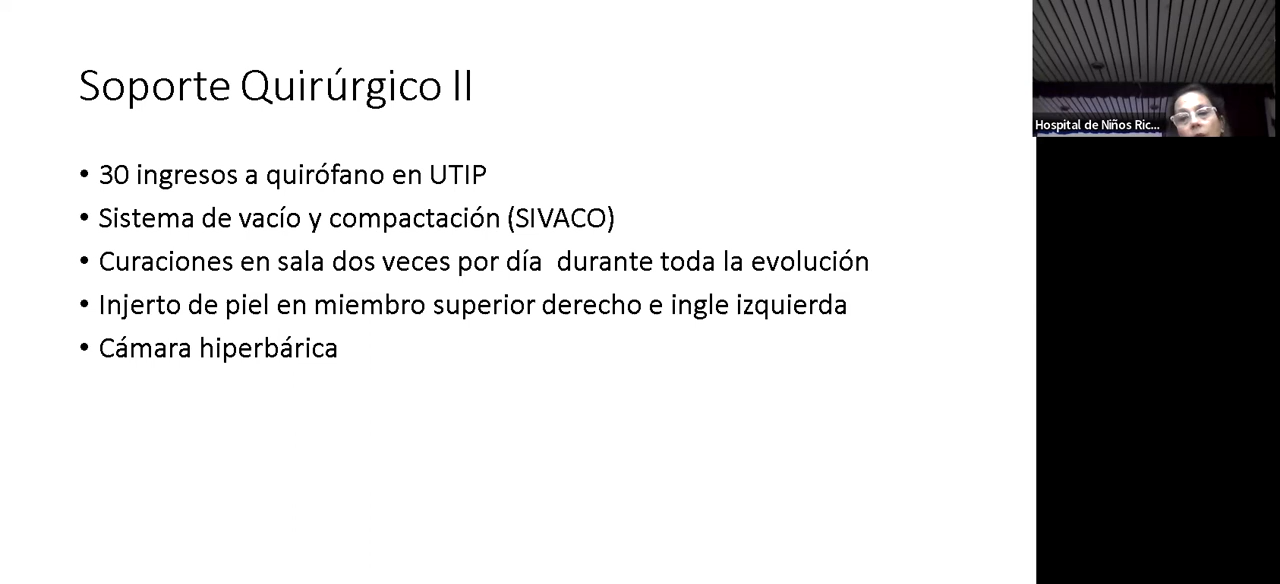 Soporte Quirúrgico II
• 30 ingresos a quirófano en UTIP
• Sistema de vacío y compactación (SIVACO)
• Curaciones en sala dos veces por día  durante toda la evolución
• Injerto de piel en miembro superior derecho e ingle izquierda
• Cámara hiperbárica
Hospital de Niños Ric...